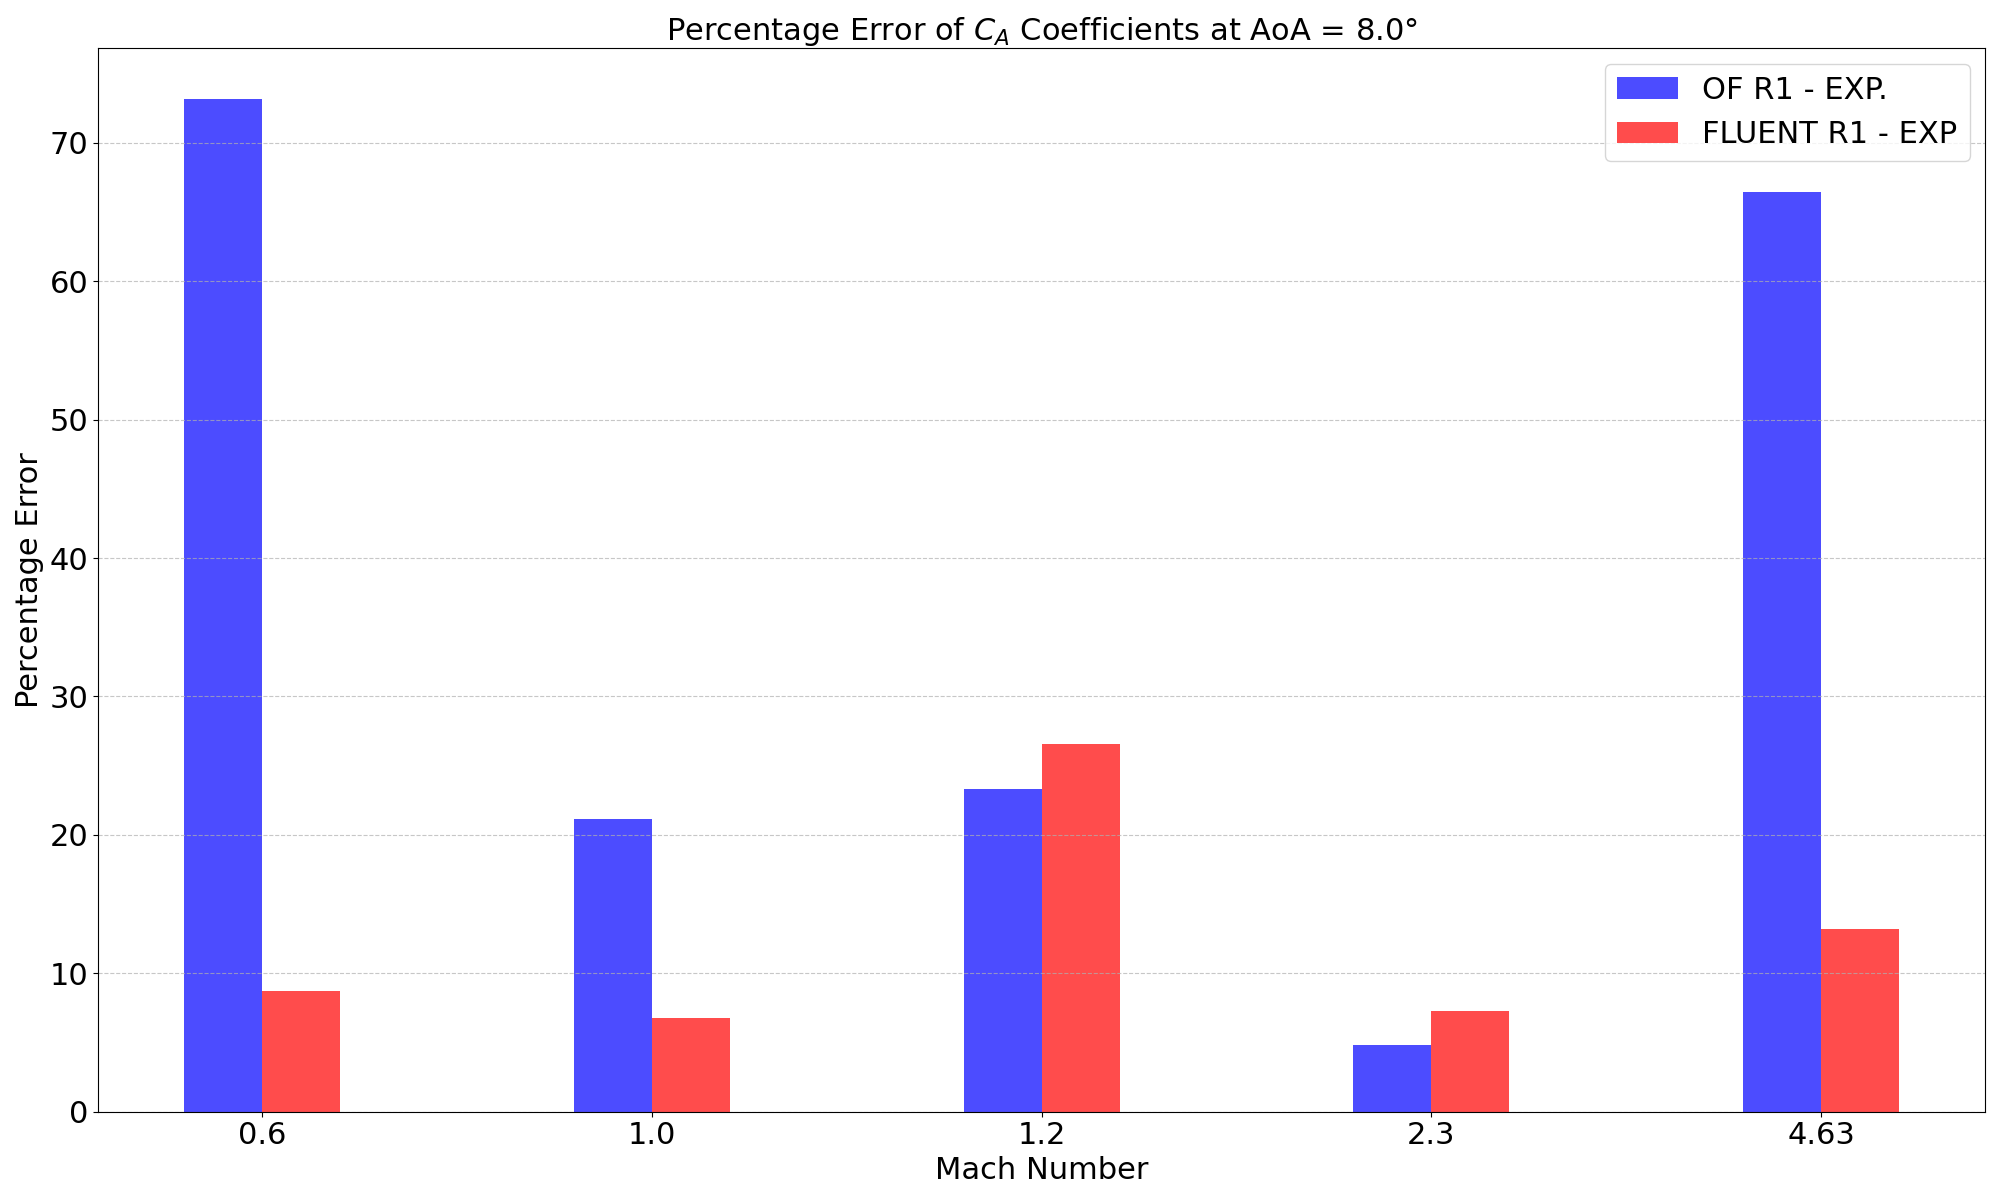 Percentage Error of C_A Coefficients at AoA = 8.0°
OF R1 - EXP.
FLUENT R1 - EXP
Percentage Error
70
60
50
40
30
20
10
0
0.6 1.0 1.2 2.3 4.63
Mach Number